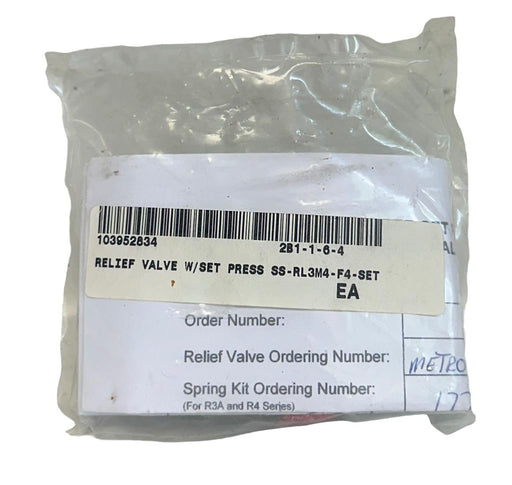 103952834 2B1-1-6-4
RELIEF VALVE W/SET PRESS SS-RL3M4-F4-SET
EA
Order Number:
Relief Valve Ordering Number: METRO
Spring Kit Ordering Number:
(For R3A and R4 Series)